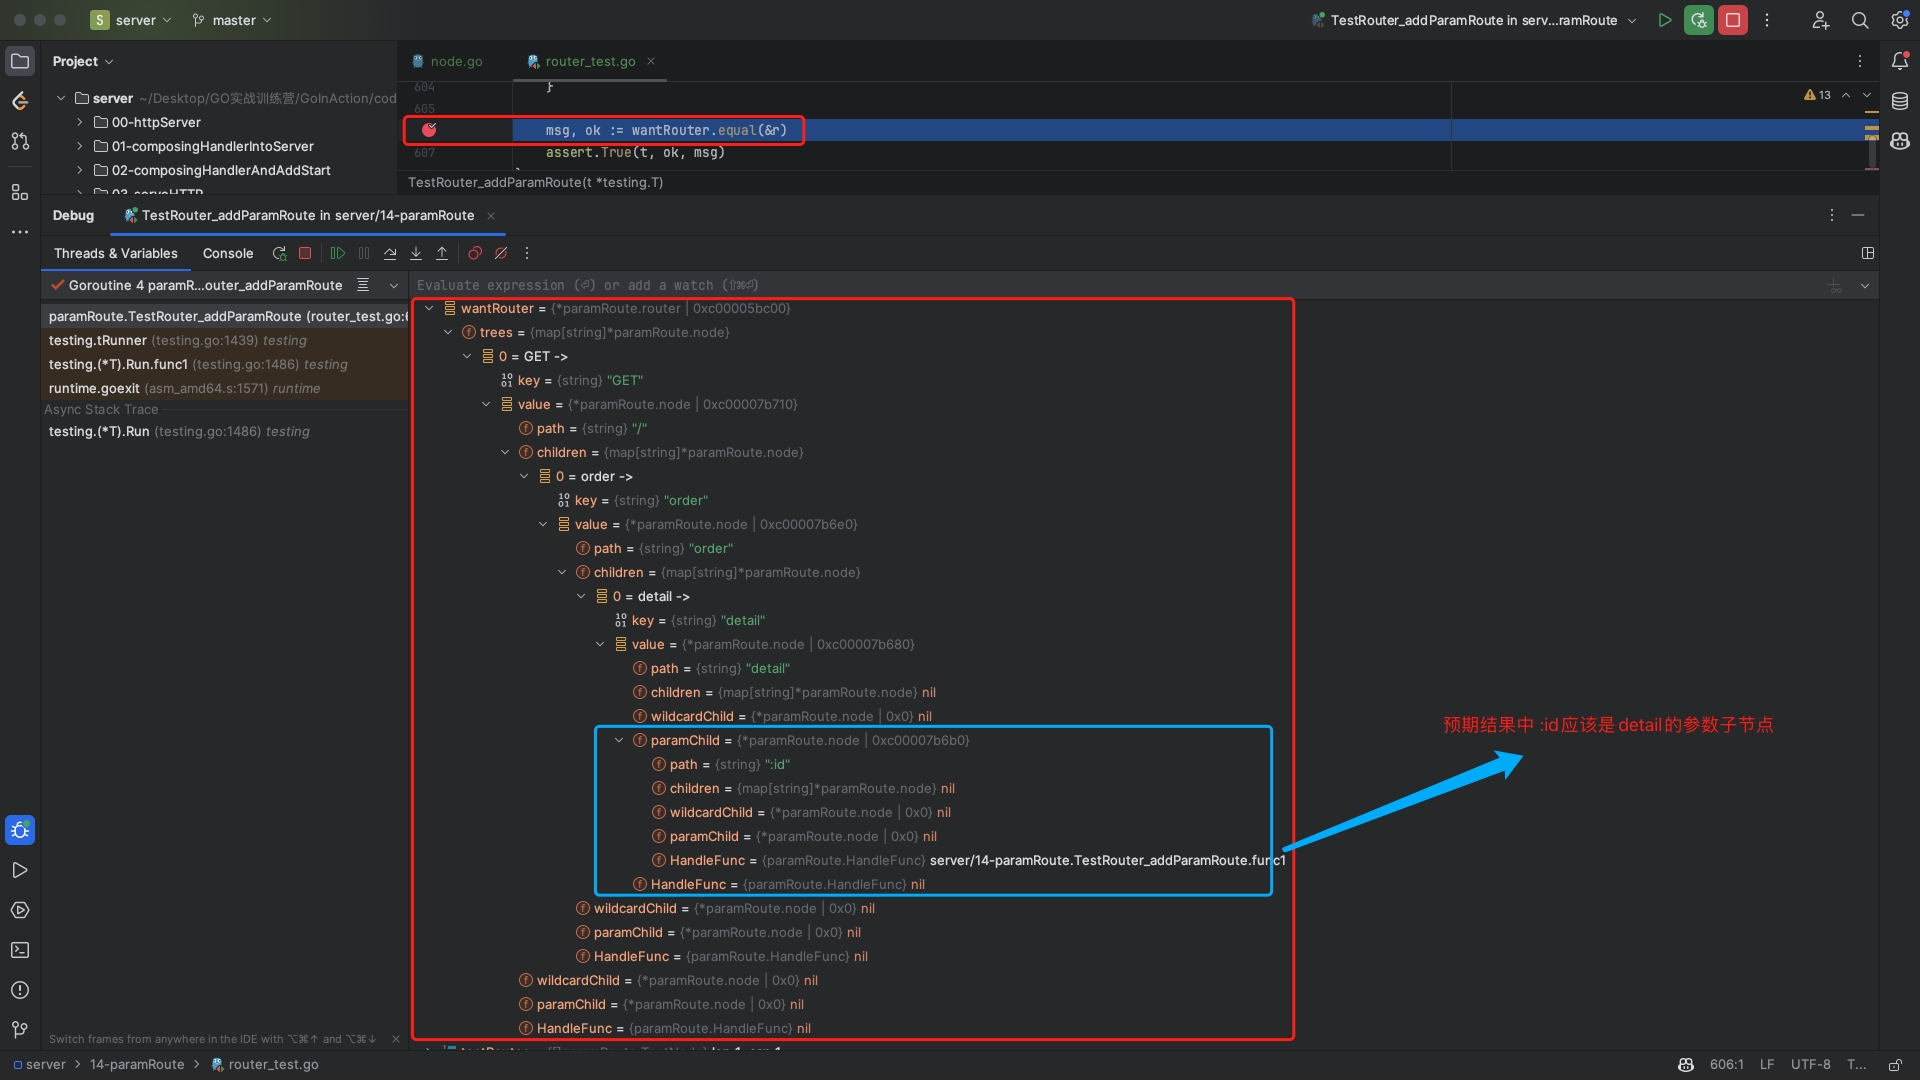 S server master TestRouter_addParamRoute in serv...ramRoute
Project
node.go router_test.go
server ~/Desktop/GO实战训练营/GoInAction/cod
00-httpServer
01-composingHandlerIntoServer
02-composingHandlerAndAddStart
604 }
605
13
msg, ok := wantRouter.equal(&r)
607 assert.True(t, ok, msg)
TestRouter_addParamRoute(t *testing.T)
Debug TestRouter_addParamRoute in server/14-paramRoute
Threads & Variables Console
Goroutine 4 paramR...outer_addParamRoute
Evaluate expression (⏎) or add a watch (⇧⌘⏎)
paramRoute.TestRouter_addParamRoute (router_test.go:6
testing.tRunner (testing.go:1439) testing
testing.(*T).Run.func1 (testing.go:1486) testing
runtime.goexit (asm_amd64.s:1571) runtime
Async Stack Trace
testing.(*T).Run (testing.go:1486) testing
wantRouter = {*paramRoute.router | 0xc00005bc00}
trees = {map[string]*paramRoute.node}
0 = GET ->
key = {string} "GET"
value = {*paramRoute.node | 0xc00007b710}
path = {string} "/"
children = {map[string]*paramRoute.node}
0 = order ->
key = {string} "order"
value = {*paramRoute.node | 0xc00007b6e0}
path = {string} "order"
children = {map[string]*paramRoute.node}
0 = detail ->
key = {string} "detail"
value = {*paramRoute.node | 0xc00007b680}
path = {string} "detail"
children = {map[string]*paramRoute.node} nil
wildcardChild = {*paramRoute.node | 0x0} nil
paramChild = {*paramRoute.node | 0xc00007b6b0}
path = {string} ":id"
children = {map[string]*paramRoute.node} nil
wildcardChild = {*paramRoute.node | 0x0} nil
paramChild = {*paramRoute.node | 0x0} nil
HandleFunc = {paramRoute.HandleFunc} server/14-paramRoute.TestRouter_addParamRoute.func1
HandleFunc = {paramRoute.HandleFunc} nil
wildcardChild = {*paramRoute.node | 0x0} nil
paramChild = {*paramRoute.node | 0x0} nil
HandleFunc = {paramRoute.HandleFunc} nil
wildcardChild = {*paramRoute.node | 0x0} nil
paramChild = {*paramRoute.node | 0x0} nil
HandleFunc = {paramRoute.HandleFunc} nil
预期结果中 :id应该是detail的参数子节点
Switch frames from anywhere in the IDE with ⌥⌘↑ and ⌥⌘↓
server > 14-paramRoute > router_test.go
606:1 LF UTF-8 T...